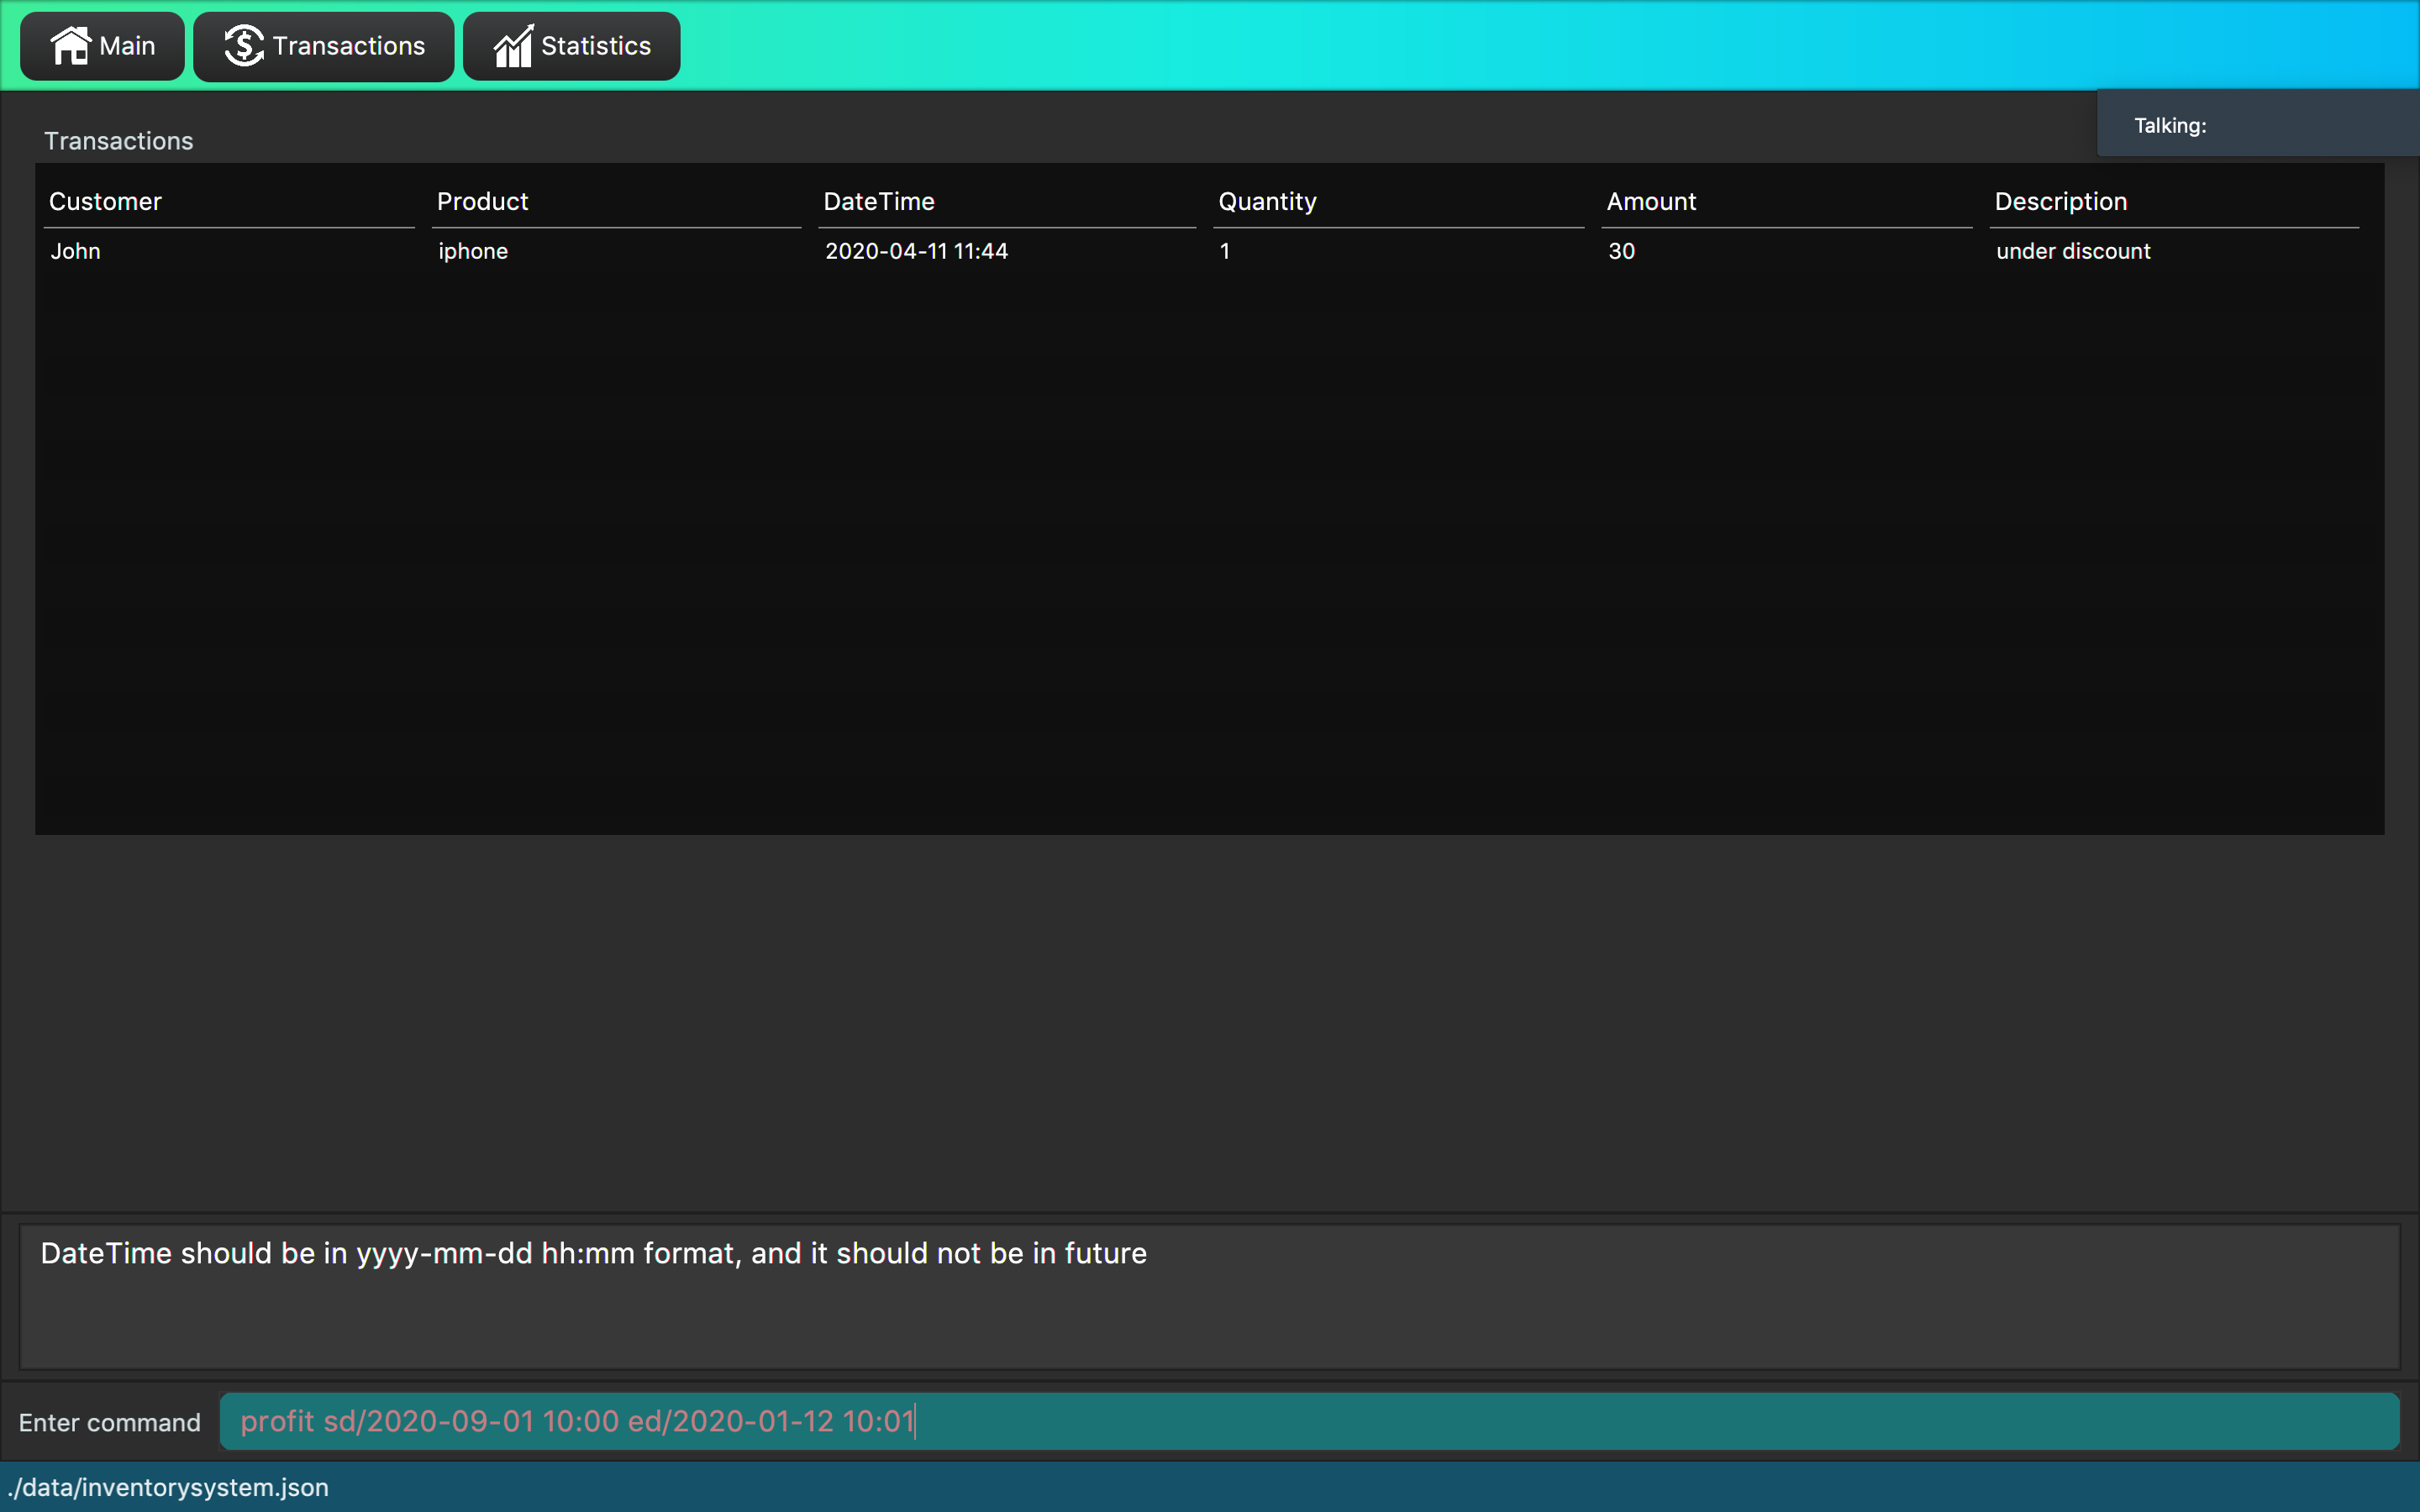 Main Transactions Statistics
Talking:
Transactions
Customer Product DateTime Quantity Amount Description
John iphone 2020-04-11 11:44 1 30 under discount
DateTime should be in yyyy-mm-dd hh:mm format, and it should not be in future
Enter command profit sd/2020-09-01 10:00 ed/2020-01-12 10:01
./data/inventorysystem.json